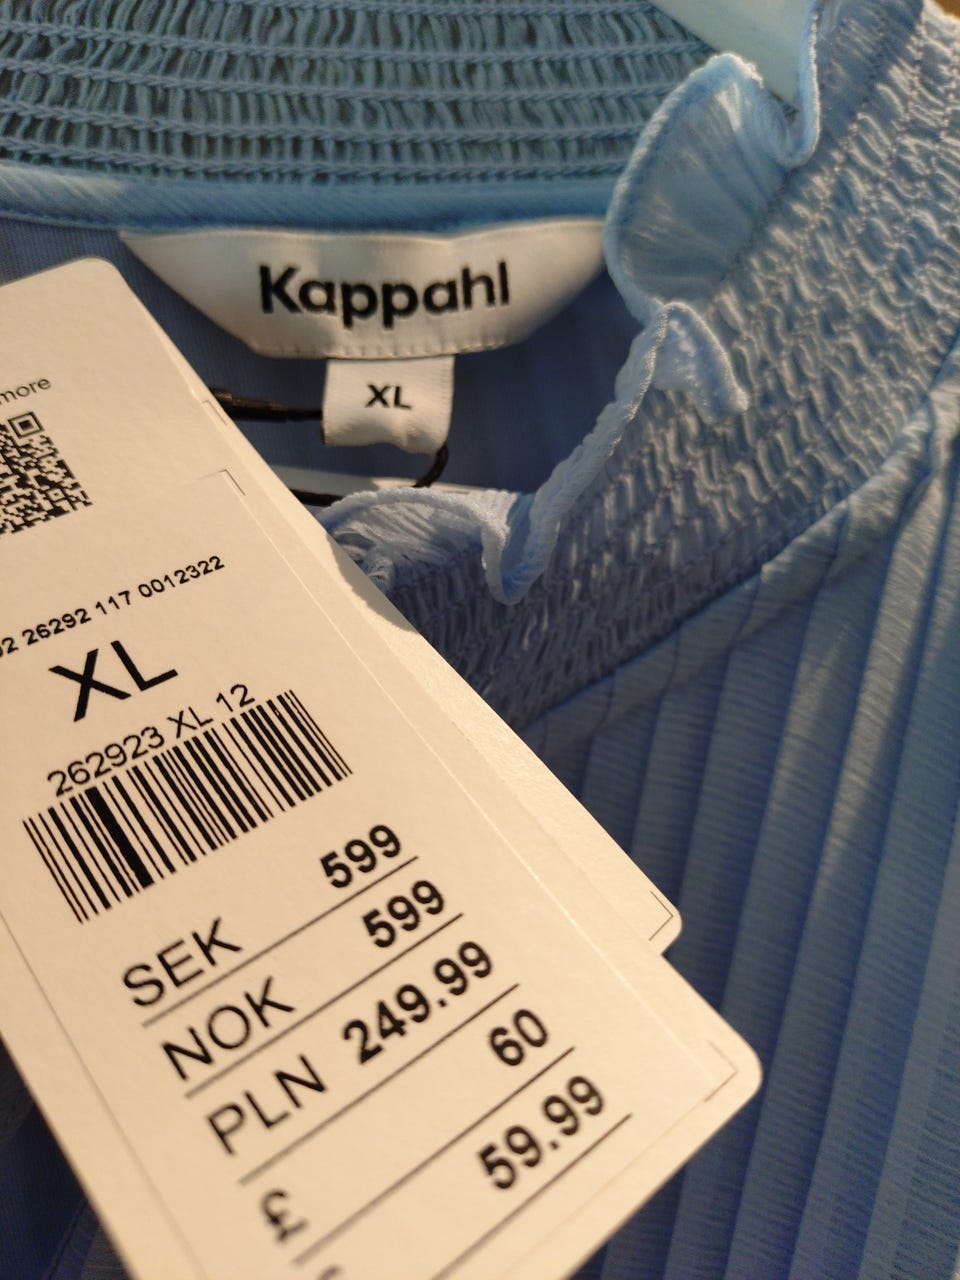 Kappahl
XL
more
26292 117 0012322
XL
262923 XL 12
SEK 599
NOK 599
PLN 249.99
£ 60
59.99